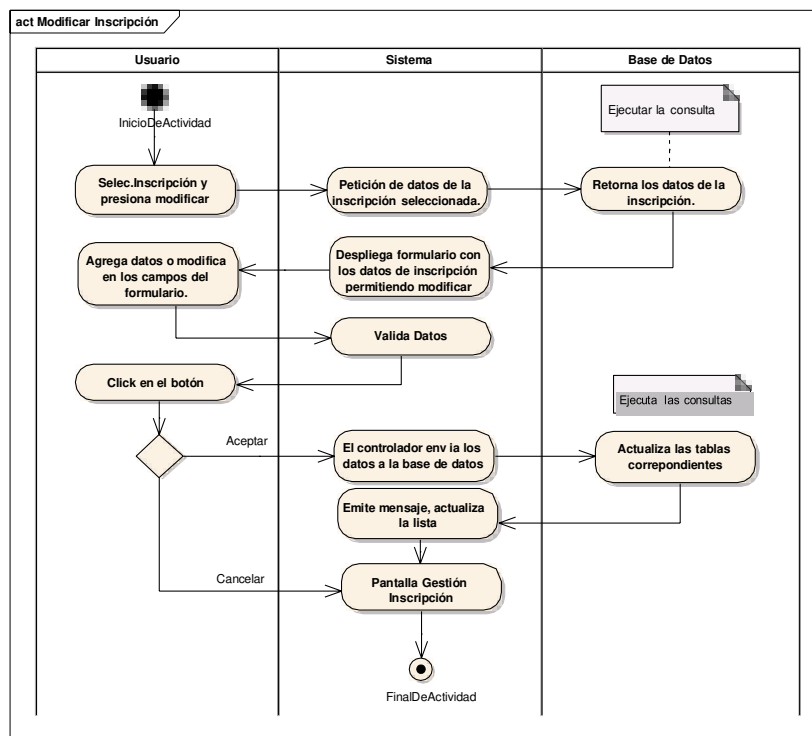 act Modificar Inscripción
Usuario
Sistema
Base de Datos
InicioDeActividad
Ejecutar la consulta
Selec.Inscripción y
presiona modificar
Petición de datos de la
inscripción seleccionada.
Retorna los datos de la
inscripción.
Agrega datos o modifica
en los campos del
formulario.
Despliega formulario con
los datos de inscripción
permitiendo modificar
Valida Datos
Click en el botón
Ejecuta las consultas
Aceptar
El controlador env ia los
datos a la base de datos
Actualiza las tablas
correpondientes
Emite mensaje, actualiza
la lista
Cancelar
Pantalla Gestión
Inscripción
FinalDeActividad